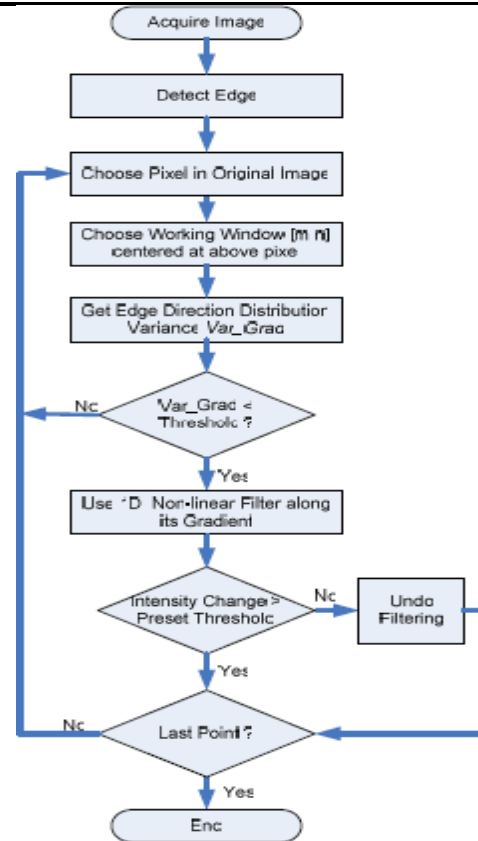 Acquire Image
Detect Edge
Choose Pixel in Original Image
Choose Working Window [m n]
centered at above pixe
Get Edge Direction Distribution
Variance Var_Grad
No
Var_Grad <
Threshold ?
Yes
Use 1D Non-linear Filter along
its Gradient
Intensity Change >
Preset Threshold
No
Undo
Filtering
Yes
No
Last Point ?
Yes
End